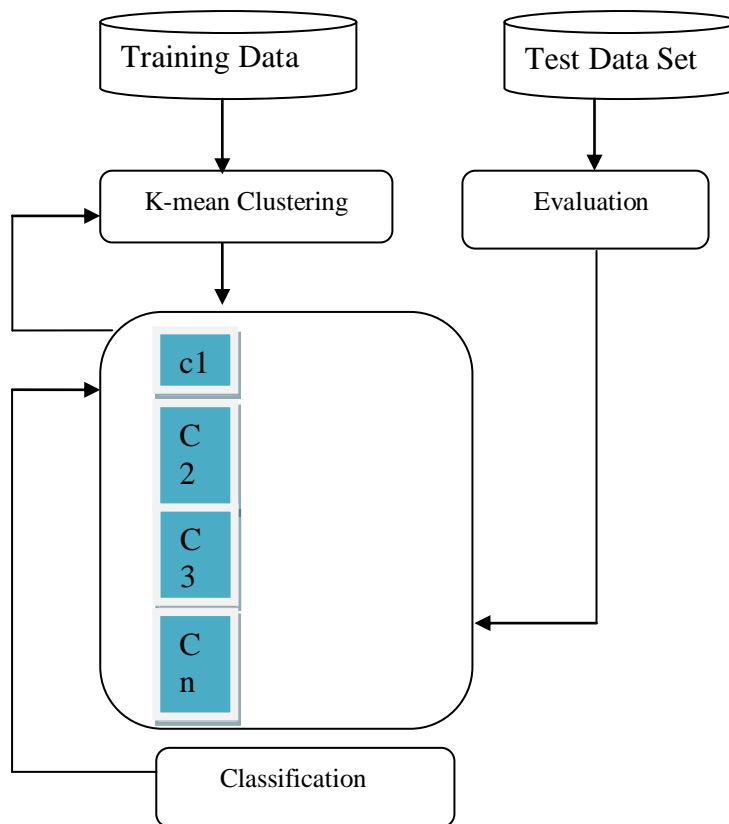 Training Data
Test Data Set
K-mean Clustering
Evaluation
c1
C
2
C
3
C
n
Classification